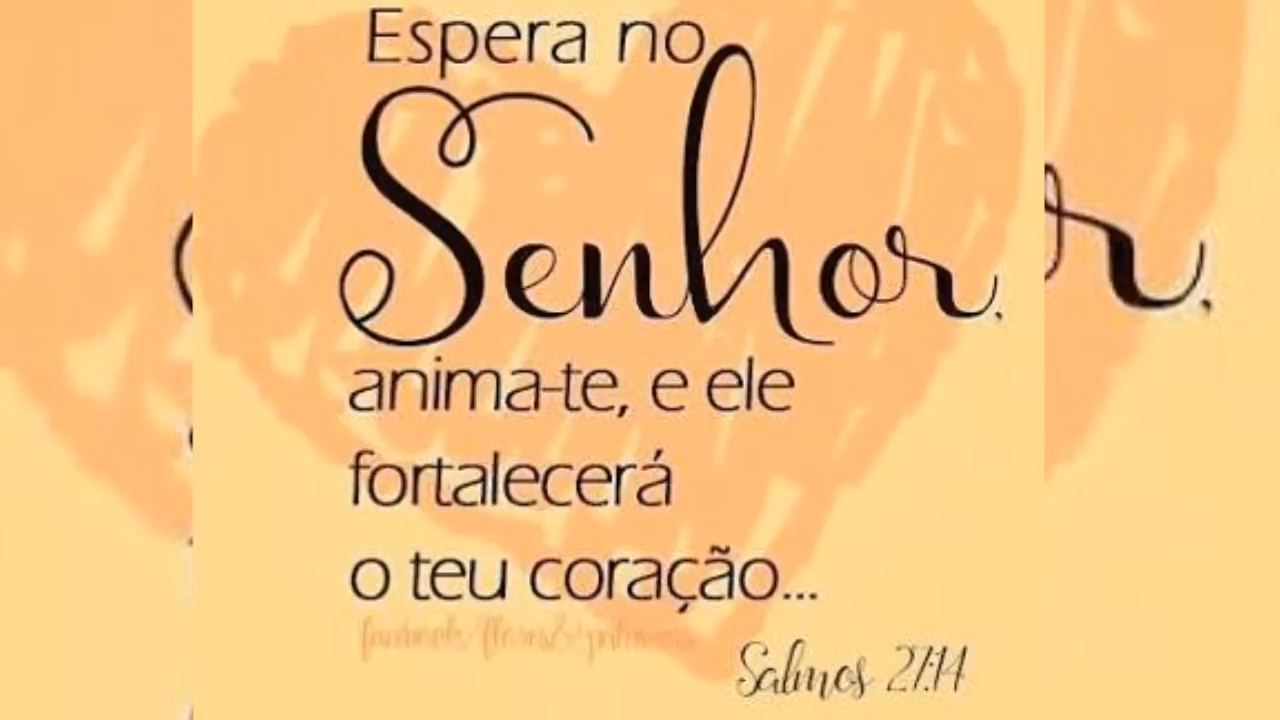 Espera no
Senhor,
anima-te, e ele
fortalecerá
o teu coração...
Salmos 27:14